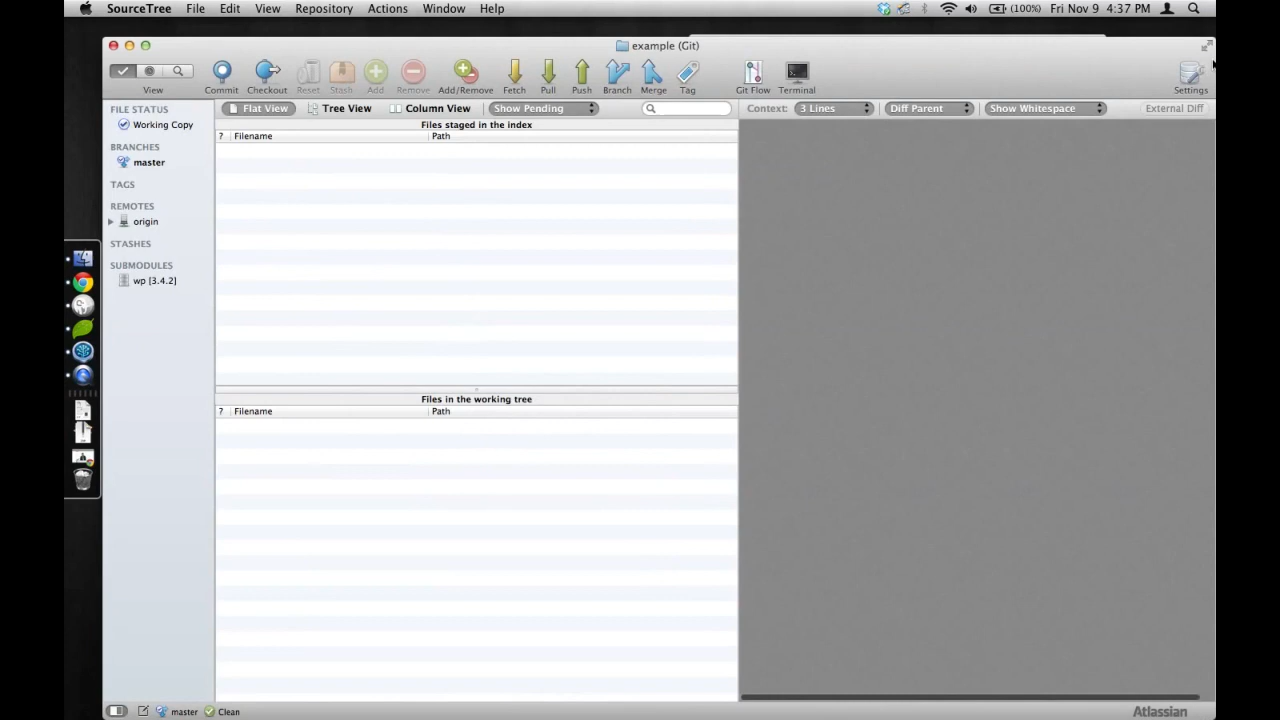 SourceTree File Edit View Repository Actions Window Help (100%) Fri Nov 9 4:37 PM
example (Git)
View Commit Checkout Reset Stash Add Remove Add/Remove Fetch Pull Push Branch Merge Tag Git Flow Terminal Settings
FILE STATUS
Working Copy
BRANCHES
master
TAGS
REMOTES
origin
STASHES
SUBMODULES
wp [3.4.2]
Flat View Tree View Column View Show Pending
Files staged in the index
? Filename Path
Files in the working tree
? Filename Path
Context: 3 Lines Diff Parent Show Whitespace External Diff
master Clean
Atlassian